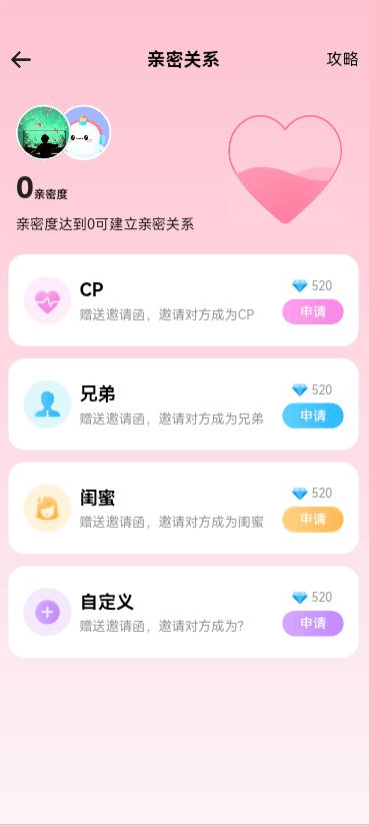 亲密关系
攻略
0亲密度
亲密度达到0可建立亲密关系
CP
赠送邀请函，邀请对方成为CP
520
申请
兄弟
赠送邀请函，邀请对方成为兄弟
520
申请
闺蜜
赠送邀请函，邀请对方成为闺蜜
520
申请
自定义
赠送邀请函，邀请对方成为?
520
申请